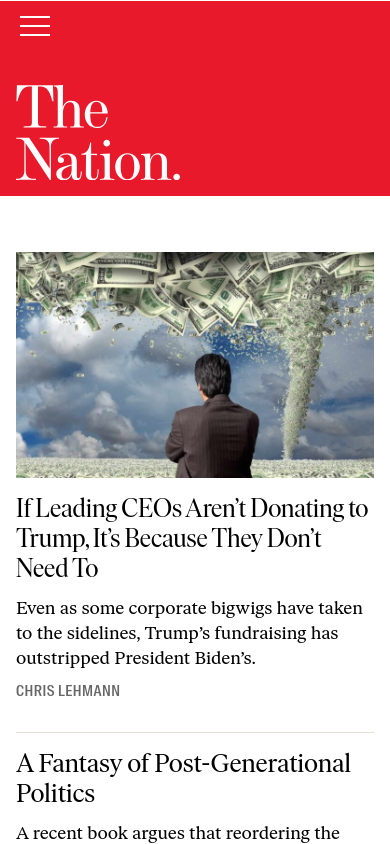 The
Nation.
If Leading CEOs Aren’t Donating to
Trump, It’s Because They Don’t
Need To
Even as some corporate bigwigs have taken
to the sidelines, Trump’s fundraising has
outstripped President Biden’s.
CHRIS LEHMANN
A Fantasy of Post-Generational
Politics
A recent book argues that reordering the